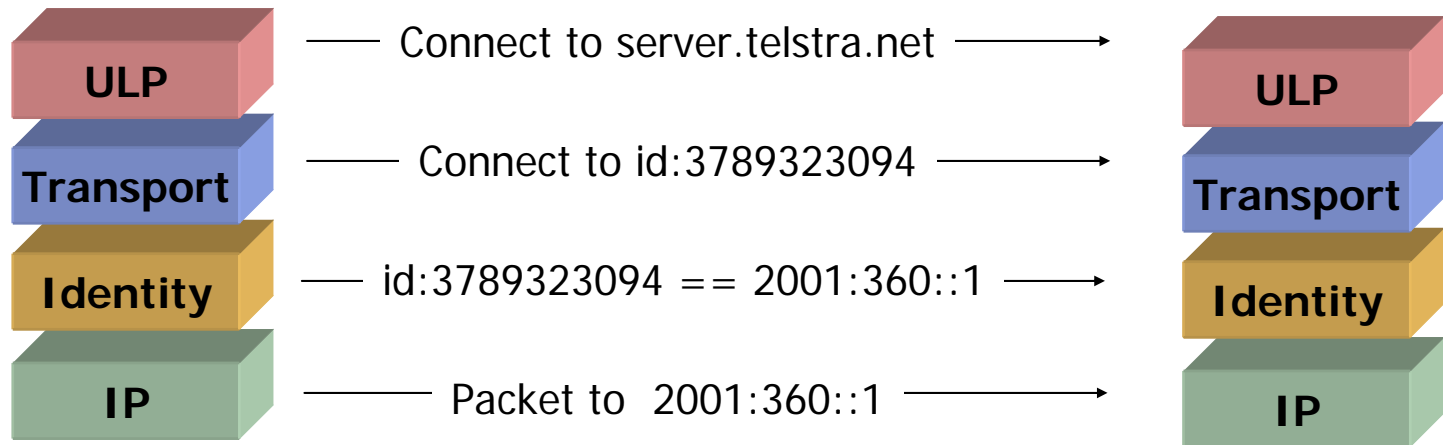 ULP Connect to server.telstra.net ULP
Transport Connect to id:3789323094 Transport
Identity id:3789323094 == 2001:360::1 Identity
IP Packet to 2001:360::1 IP